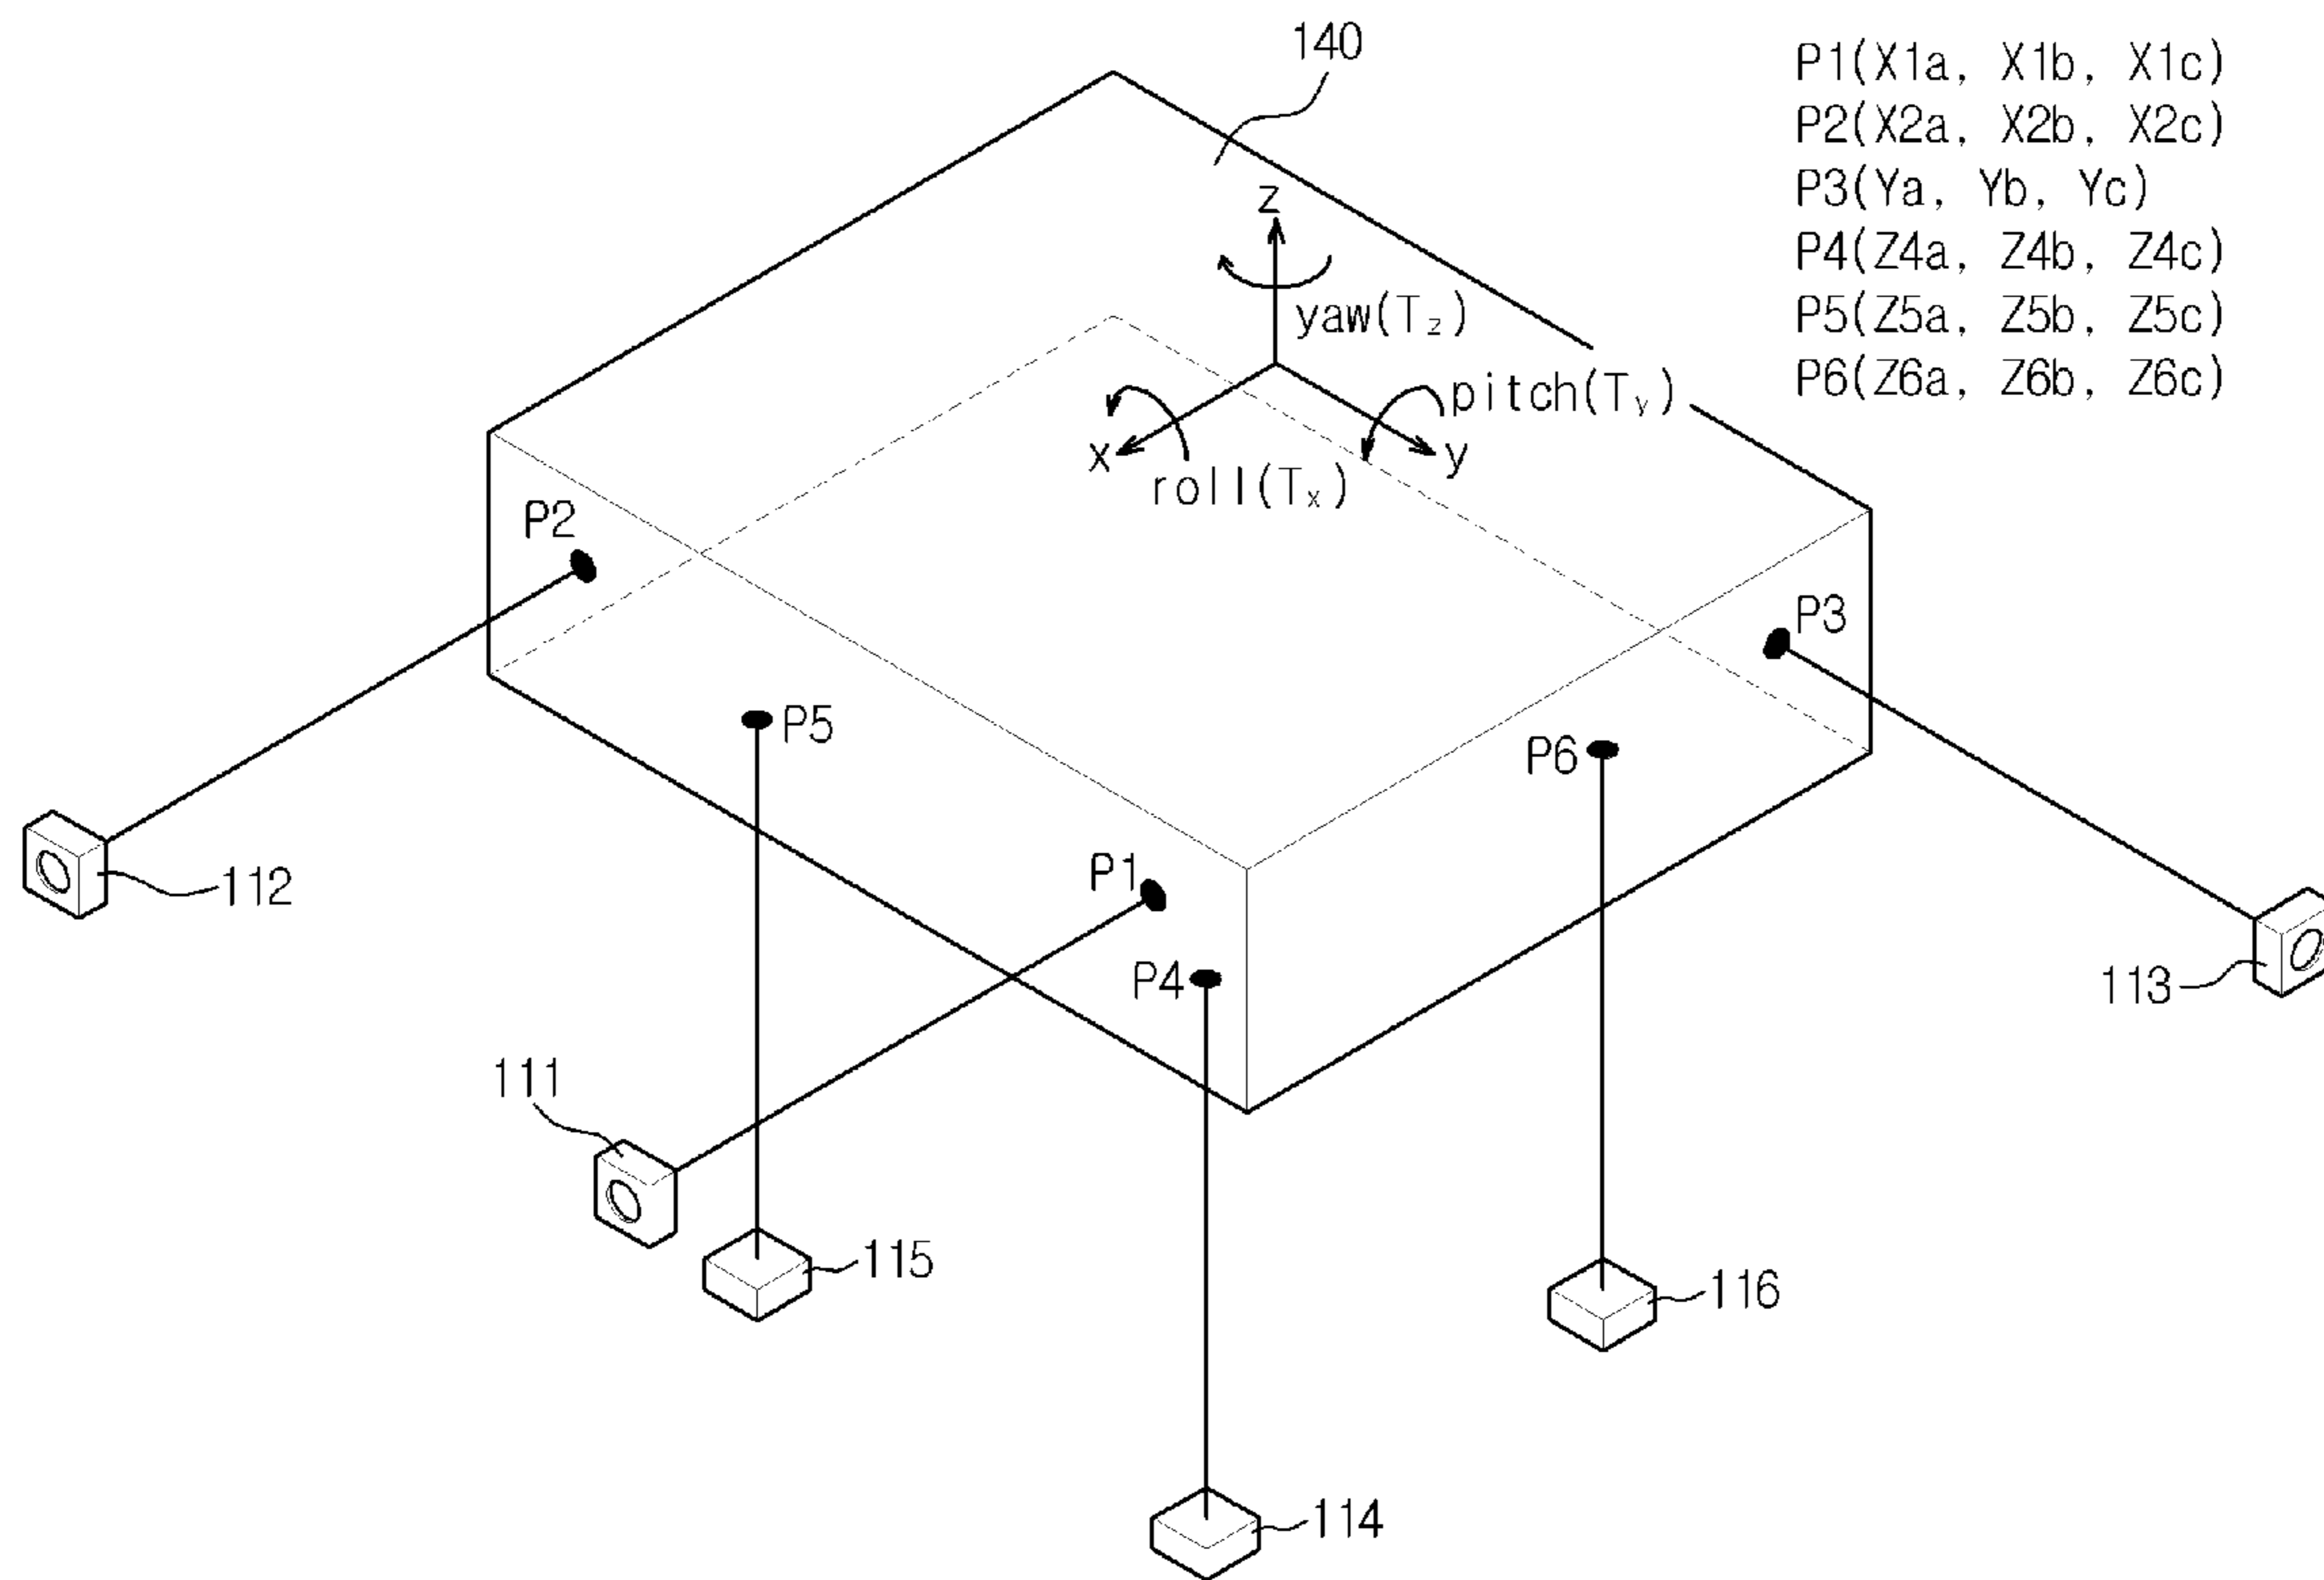 140
P1(X1a, X1b, X1c)
P2(X2a, X2b, X2c)
P3(Ya, Yb, Yc)
P4(Z4a, Z4b, Z4c)
P5(Z5a, Z5b, Z5c)
P6(Z6a, Z6b, Z6c)
z
yaw(Tz)
pitch(Ty)
x
y
roll(Tx)
P2
P3
P5
P6
P1
P4
112
113
111
115
116
114